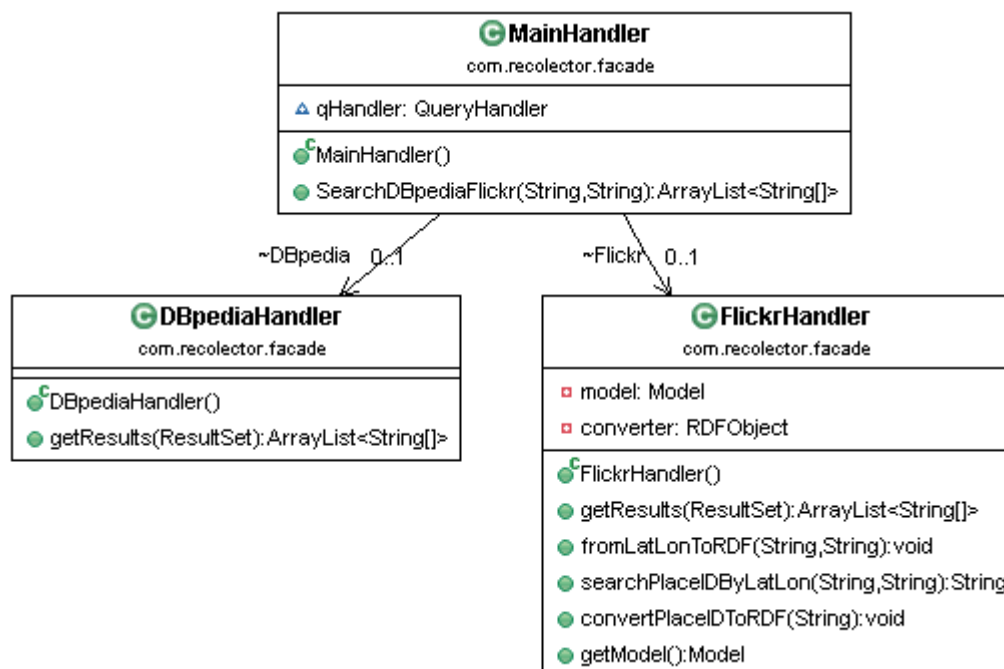 MainHandler
com.recolector.facade
qHandler: QueryHandler
MainHandler()
SearchDBpediaFlickr(String,String):ArrayList<String[]>
~DBpedia 0..1
~Flickr 0..1
DBpediaHandler
com.recolector.facade
DBpediaHandler()
getResults(ResultSet):ArrayList<String[]>
FlickrHandler
com.recolector.facade
model: Model
converter: RDFObject
FlickrHandler()
getResults(ResultSet):ArrayList<String[]>
fromLatLonToRDF(String,String):void
searchPlaceIDByLatLon(String,String):String
convertPlaceIDToRDF(String):void
getModel():Model